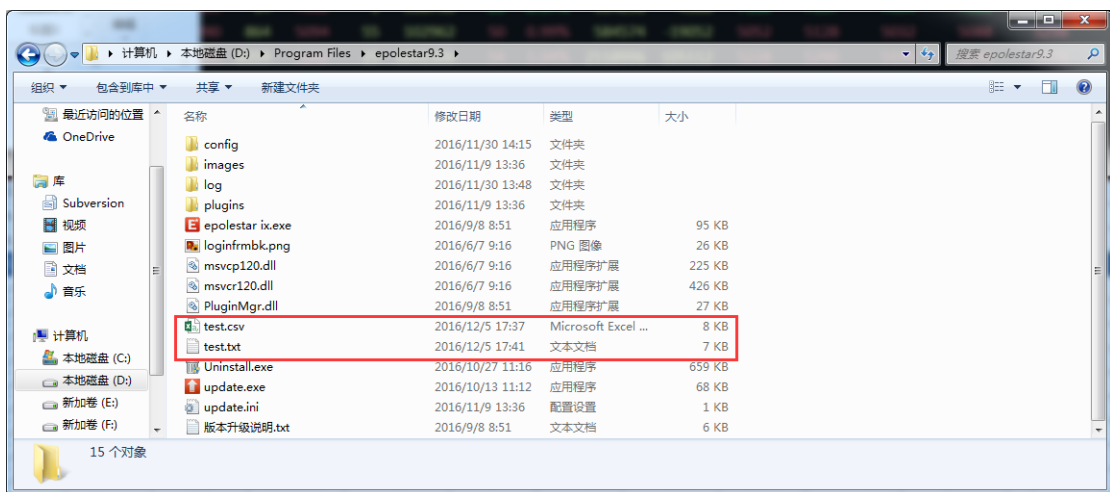 计算机 本地磁盘 (D:) Program Files epolestar9.3 搜索 epolestar9.3
组织 包含到库中 共享 新建文件夹
最近访问的位置
OneDrive
库
Subversion
视频
图片
文档
音乐
计算机
本地磁盘 (C:)
本地磁盘 (D:)
新加卷 (E:)
新加卷 (F:)
名称 修改日期 类型 大小
config 2016/11/30 14:15 文件夹
images 2016/11/9 13:36 文件夹
log 2016/11/30 13:48 文件夹
plugins 2016/11/9 13:36 文件夹
epolestar ix.exe 2016/9/8 8:51 应用程序 95 KB
loginfrmbk.png 2016/6/7 9:16 PNG 图像 26 KB
msvcp120.dll 2016/6/7 9:16 应用程序扩展 225 KB
msvcr120.dll 2016/6/7 9:16 应用程序扩展 426 KB
PluginMgr.dll 2016/9/8 8:51 应用程序扩展 27 KB
test.csv 2016/12/5 17:37 Microsoft Excel ... 8 KB
test.txt 2016/12/5 17:41 文本文档 7 KB
Uninstall.exe 2016/10/27 11:16 应用程序 659 KB
update.exe 2016/10/13 11:12 应用程序 68 KB
update.ini 2016/11/9 13:36 配置设置 1 KB
版本升级说明.txt 2016/9/8 8:51 文本文档 6 KB
15 个对象